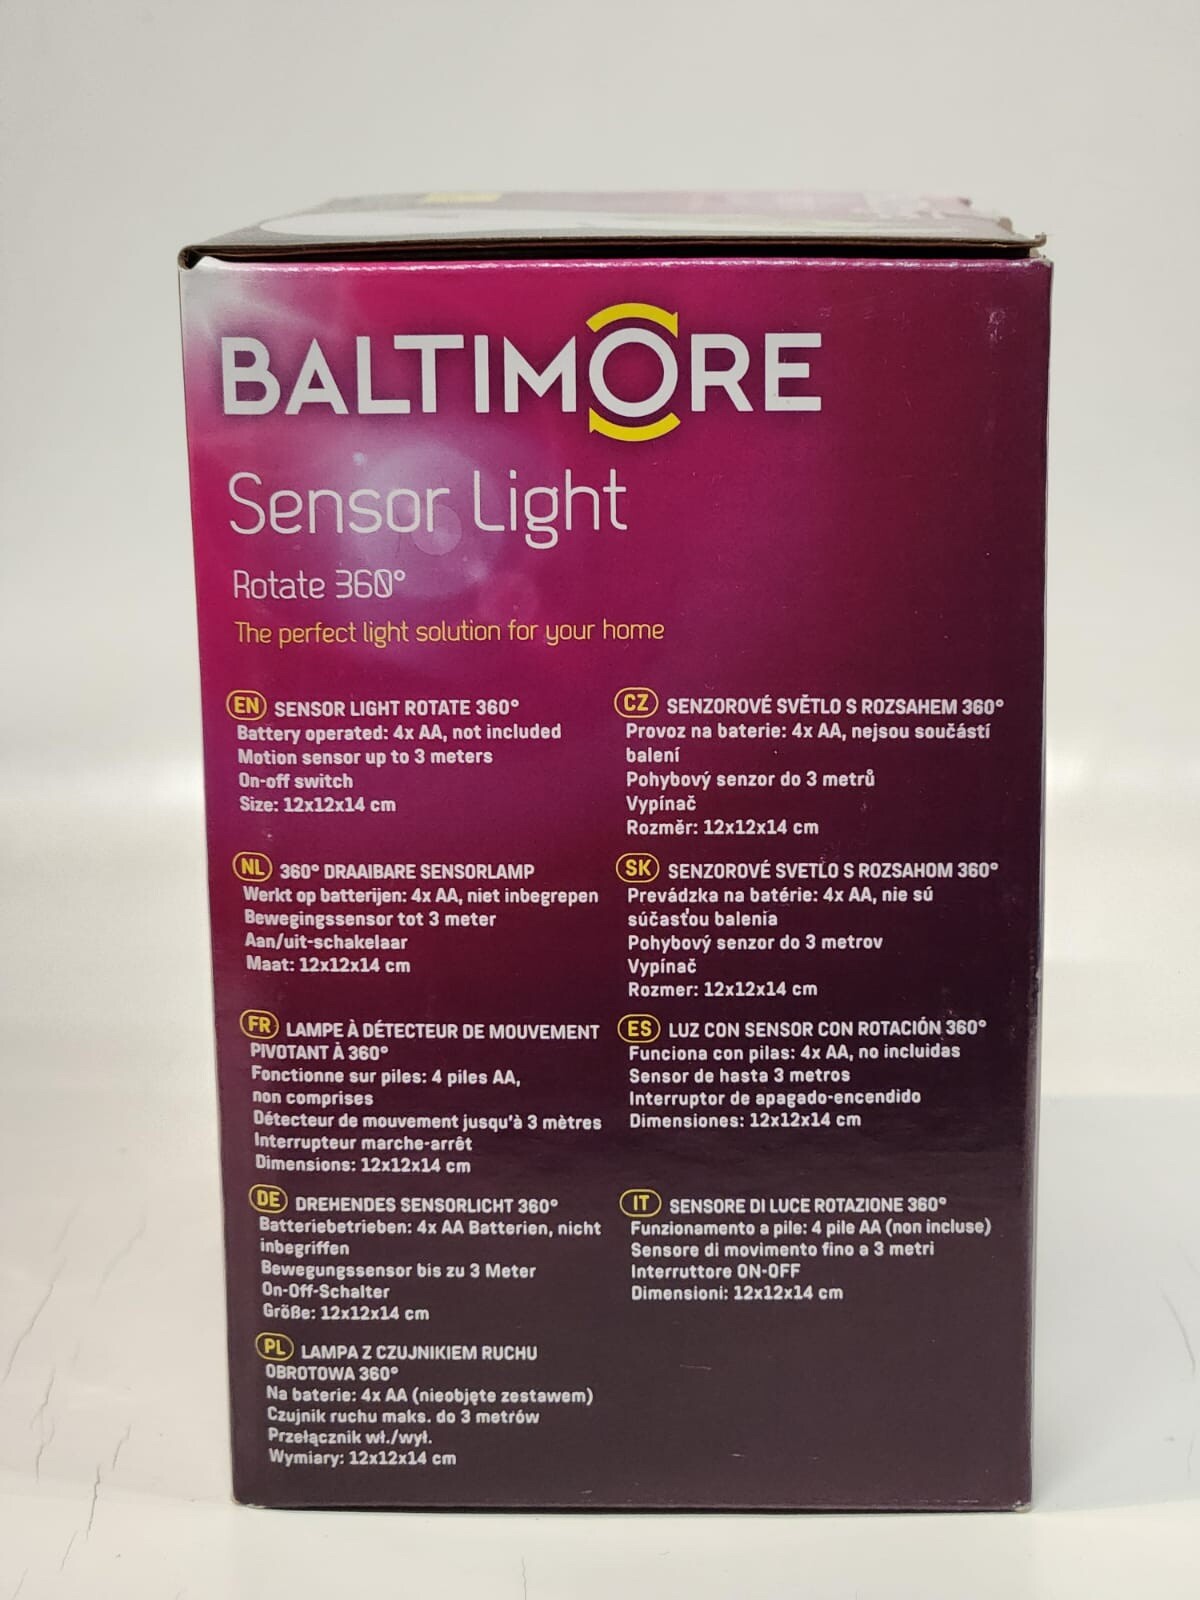 BALTIMORE
Sensor Light
Rotate 360°
The perfect light solution for your home
EN SENSOR LIGHT ROTATE 360°
Battery operated: 4x AA, not included
Motion sensor up to 3 meters
On-off switch
Size: 12x12x14 cm
NL 360° DRAAIBARE SENSORLAMP
Werkt op batterijen: 4x AA, niet inbegrepen
Bewegingssensor tot 3 meter
Aan/uit-schakelaar
Maat: 12x12x14 cm
FR LAMPE À DÉTECTEUR DE MOUVEMENT
PIVOTANT À 360°
Fonctionne sur piles: 4 piles AA,
non comprises
Détecteur de mouvement jusqu'à 3 mètres
Interrupteur marche-arrêt
Dimensions: 12x12x14 cm
DE DREHENDES SENSORLICHT 360°
Batteriebetrieben: 4x AA Batterien, nicht
inbegriffen
Bewegungssensor bis zu 3 Meter
On-Off-Schalter
Größe: 12x12x14 cm
PL LAMPA Z CZUJNIKIEM RUCHU
OBROTOWA 360°
Na baterie: 4x AA (nieobjęte zestawem)
Czujnik ruchu maks. do 3 metrów
Przełącznik wł./wył.
Wymiary: 12x12x14 cm
CZ SENZOROVÉ SVĚTLO S ROZSAHEM 360°
Provoz na baterie: 4x AA, nejsou součástí
balení
Pohybový senzor do 3 metrů
Vypínač
Rozměr: 12x12x14 cm
SK SENZOROVÉ SVETLO S ROZSAHOM 360°
Prevádzka na batérie: 4x AA, nie sú
súčasťou balenia
Pohybový senzor do 3 metrov
Vypínač
Rozmer: 12x12x14 cm
ES LUZ CON SENSOR CON ROTACIÓN 360°
Funciona con pilas: 4x AA, no incluidas
Sensor de hasta 3 metros
Interruptor de apagado-encendido
Dimensiones: 12x12x14 cm
IT SENSORE DI LUCE ROTAZIONE 360°
Funzionamento a pile: 4 pile AA (non incluse)
Sensore di movimento fino a 3 metri
Interruttore ON-OFF
Dimensioni: 12x12x14 cm